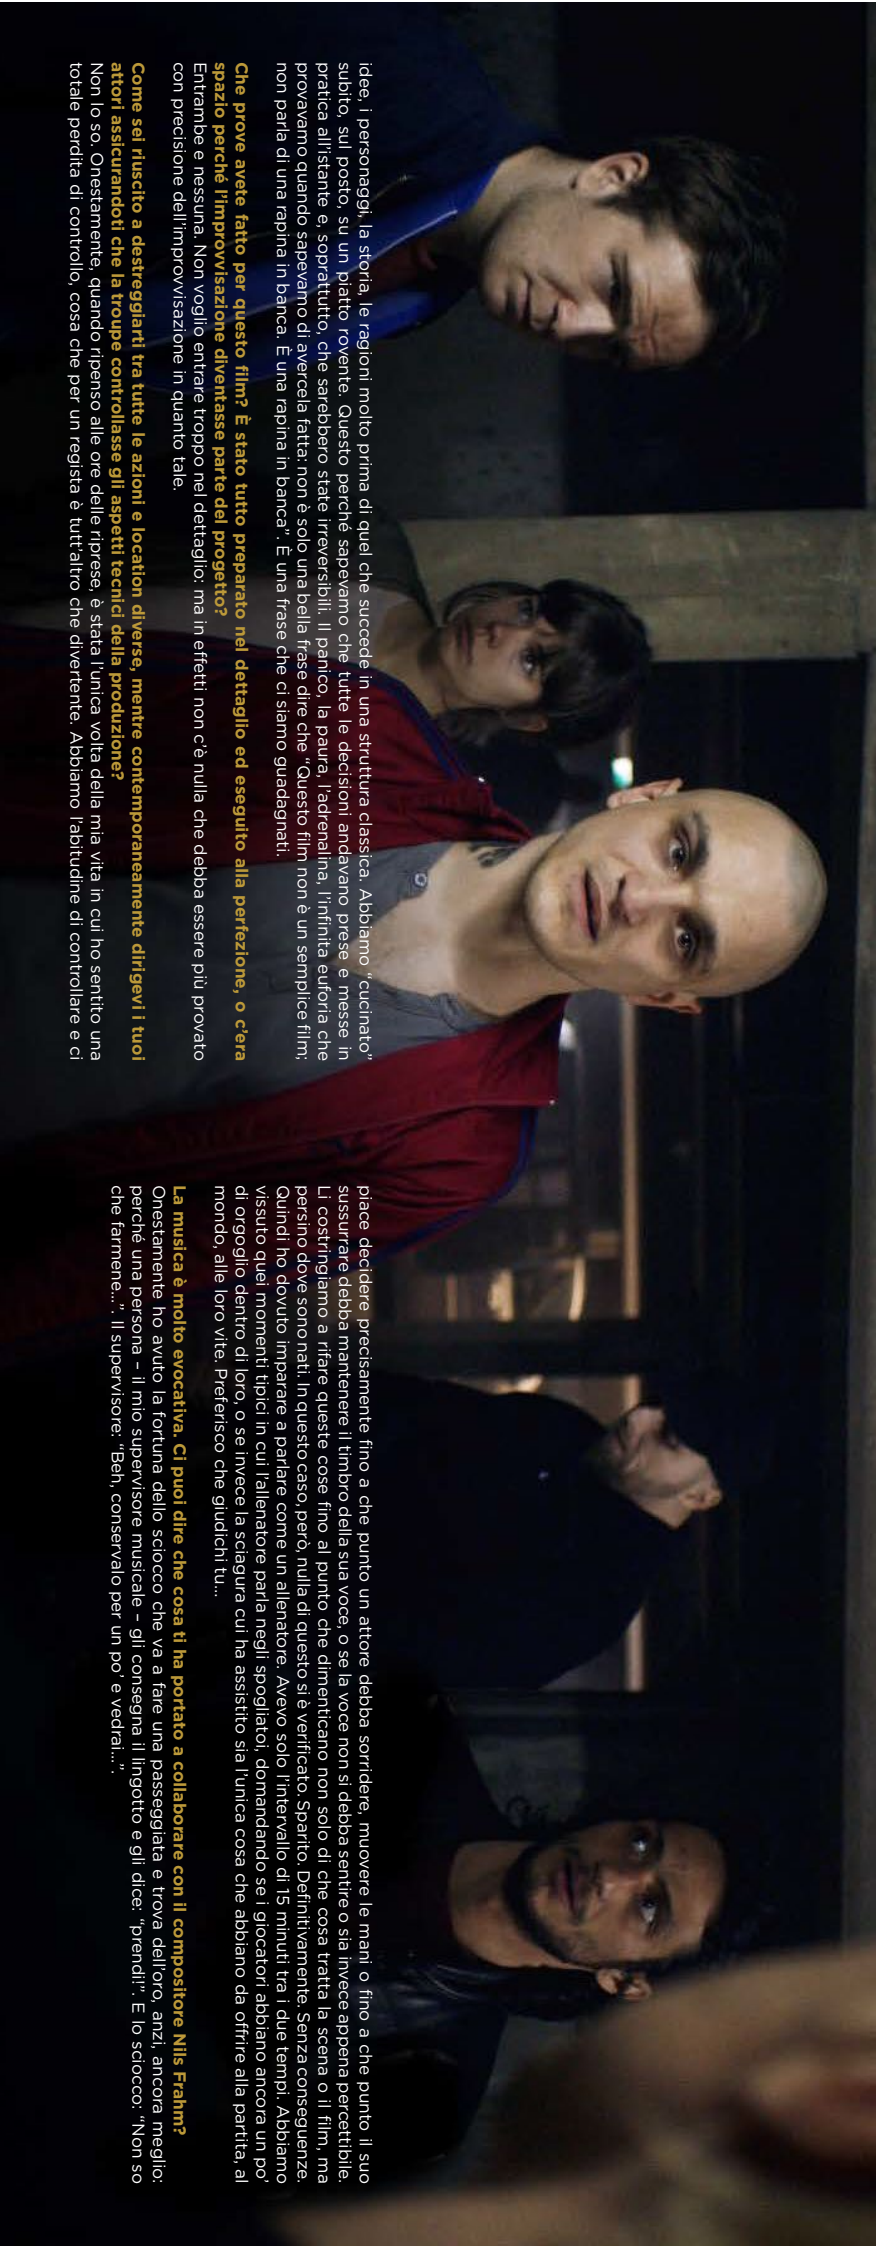 idee, i personaggi, la storia, le ragioni molto prima di quel che succede in una struttura classica. Abbiamo “cucinato”
subito, sul posto, su un piatto rovente. Questo perché sapevamo che tutte le decisioni andavano prese e messe in
pratica all’istante e, soprattutto, che sarebbero state irreversibili. Il panico, la paura, l’adrenalina, l’infinita euforia che
provavamo quando sapevamo di avercela fatta: non è solo una bella frase dire che “Questo film non è un semplice film;
non parla di una rapina in banca. È una rapina in banca”. È una frase che ci siamo guadagnati.
Che prove avete fatto per questo film? È stato tutto preparato nel dettaglio ed eseguito alla perfezione, o c’era
spazio perché l’improvvisazione diventasse parte del progetto?
Entrambe e nessuna. Non voglio entrare troppo nel dettaglio: ma in effetti non c’è nulla che debba essere più provato
con precisione dell’improvvisazione in quanto tale.
Come sei riuscito a destreggiarti tra tutte le azioni e location diverse, mentre contemporaneamente dirigevi i tuoi
attori assicurandoti che la troupe controllasse gli aspetti tecnici della produzione?
Non lo so. Onestamente, quando ripenso alle ore delle riprese, è stata l’unica volta della mia vita in cui ho sentito una
totale perdita di controllo, cosa che per un regista è tutt’altro che divertente. Abbiamo l’abitudine di controllare e ci
piace decidere precisamente fino a che punto un attore debba sorridere, muovere le mani o fino a che punto il suo
sussurrare debba mantenere il timbro della sua voce, o se la voce non si debba sentire o sia invece appena percettibile.
Li costringiamo a rifare queste cose fino al punto che dimenticano non solo di che cosa tratta la scena o il film, ma
persino dove sono nati. In questo caso, però, nulla di questo si è verificato. Sparito. Definitivamente. Senza conseguenze.
Quindi ho dovuto imparare a parlare come un allenatore. Avevo solo l’intervallo di 15 minuti tra i due tempi. Abbiamo
vissuto quei momenti tipici in cui l’allenatore parla negli spogliatoi, domandando se i giocatori abbiano ancora un po’
di orgoglio dentro di loro, o se invece la sciagura cui ha assistito sia l’unica cosa che abbiano da offrire alla partita, al
mondo, alle loro vite. Preferisco che giudichi tu...
La musica è molto evocativa. Ci puoi dire che cosa ti ha portato a collaborare con il compositore Nils Frahm?
Onestamente ho avuto la fortuna dello sciocco che va a fare una passeggiata e trova dell’oro, anzi, ancora meglio:
perché una persona – il mio supervisore musicale – gli consegna il lingotto e gli dice: “prendi!”. E lo sciocco: “Non so
che farmene...”. Il supervisore: “Beh, conservalo per un po’ e vedrai...”.